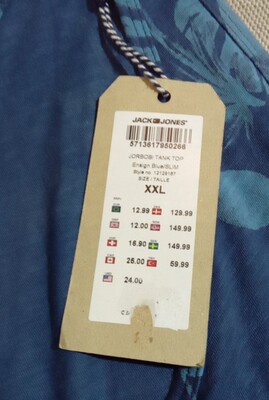 JACK&JONES
5713617950266
JORBOBI TANK TOP
Ensign Blue/SLIM
SIZE / TAILLE
XXL
12.99 129.99
12.00 149.99
16.90 149.99
25.00 59.99
24.00